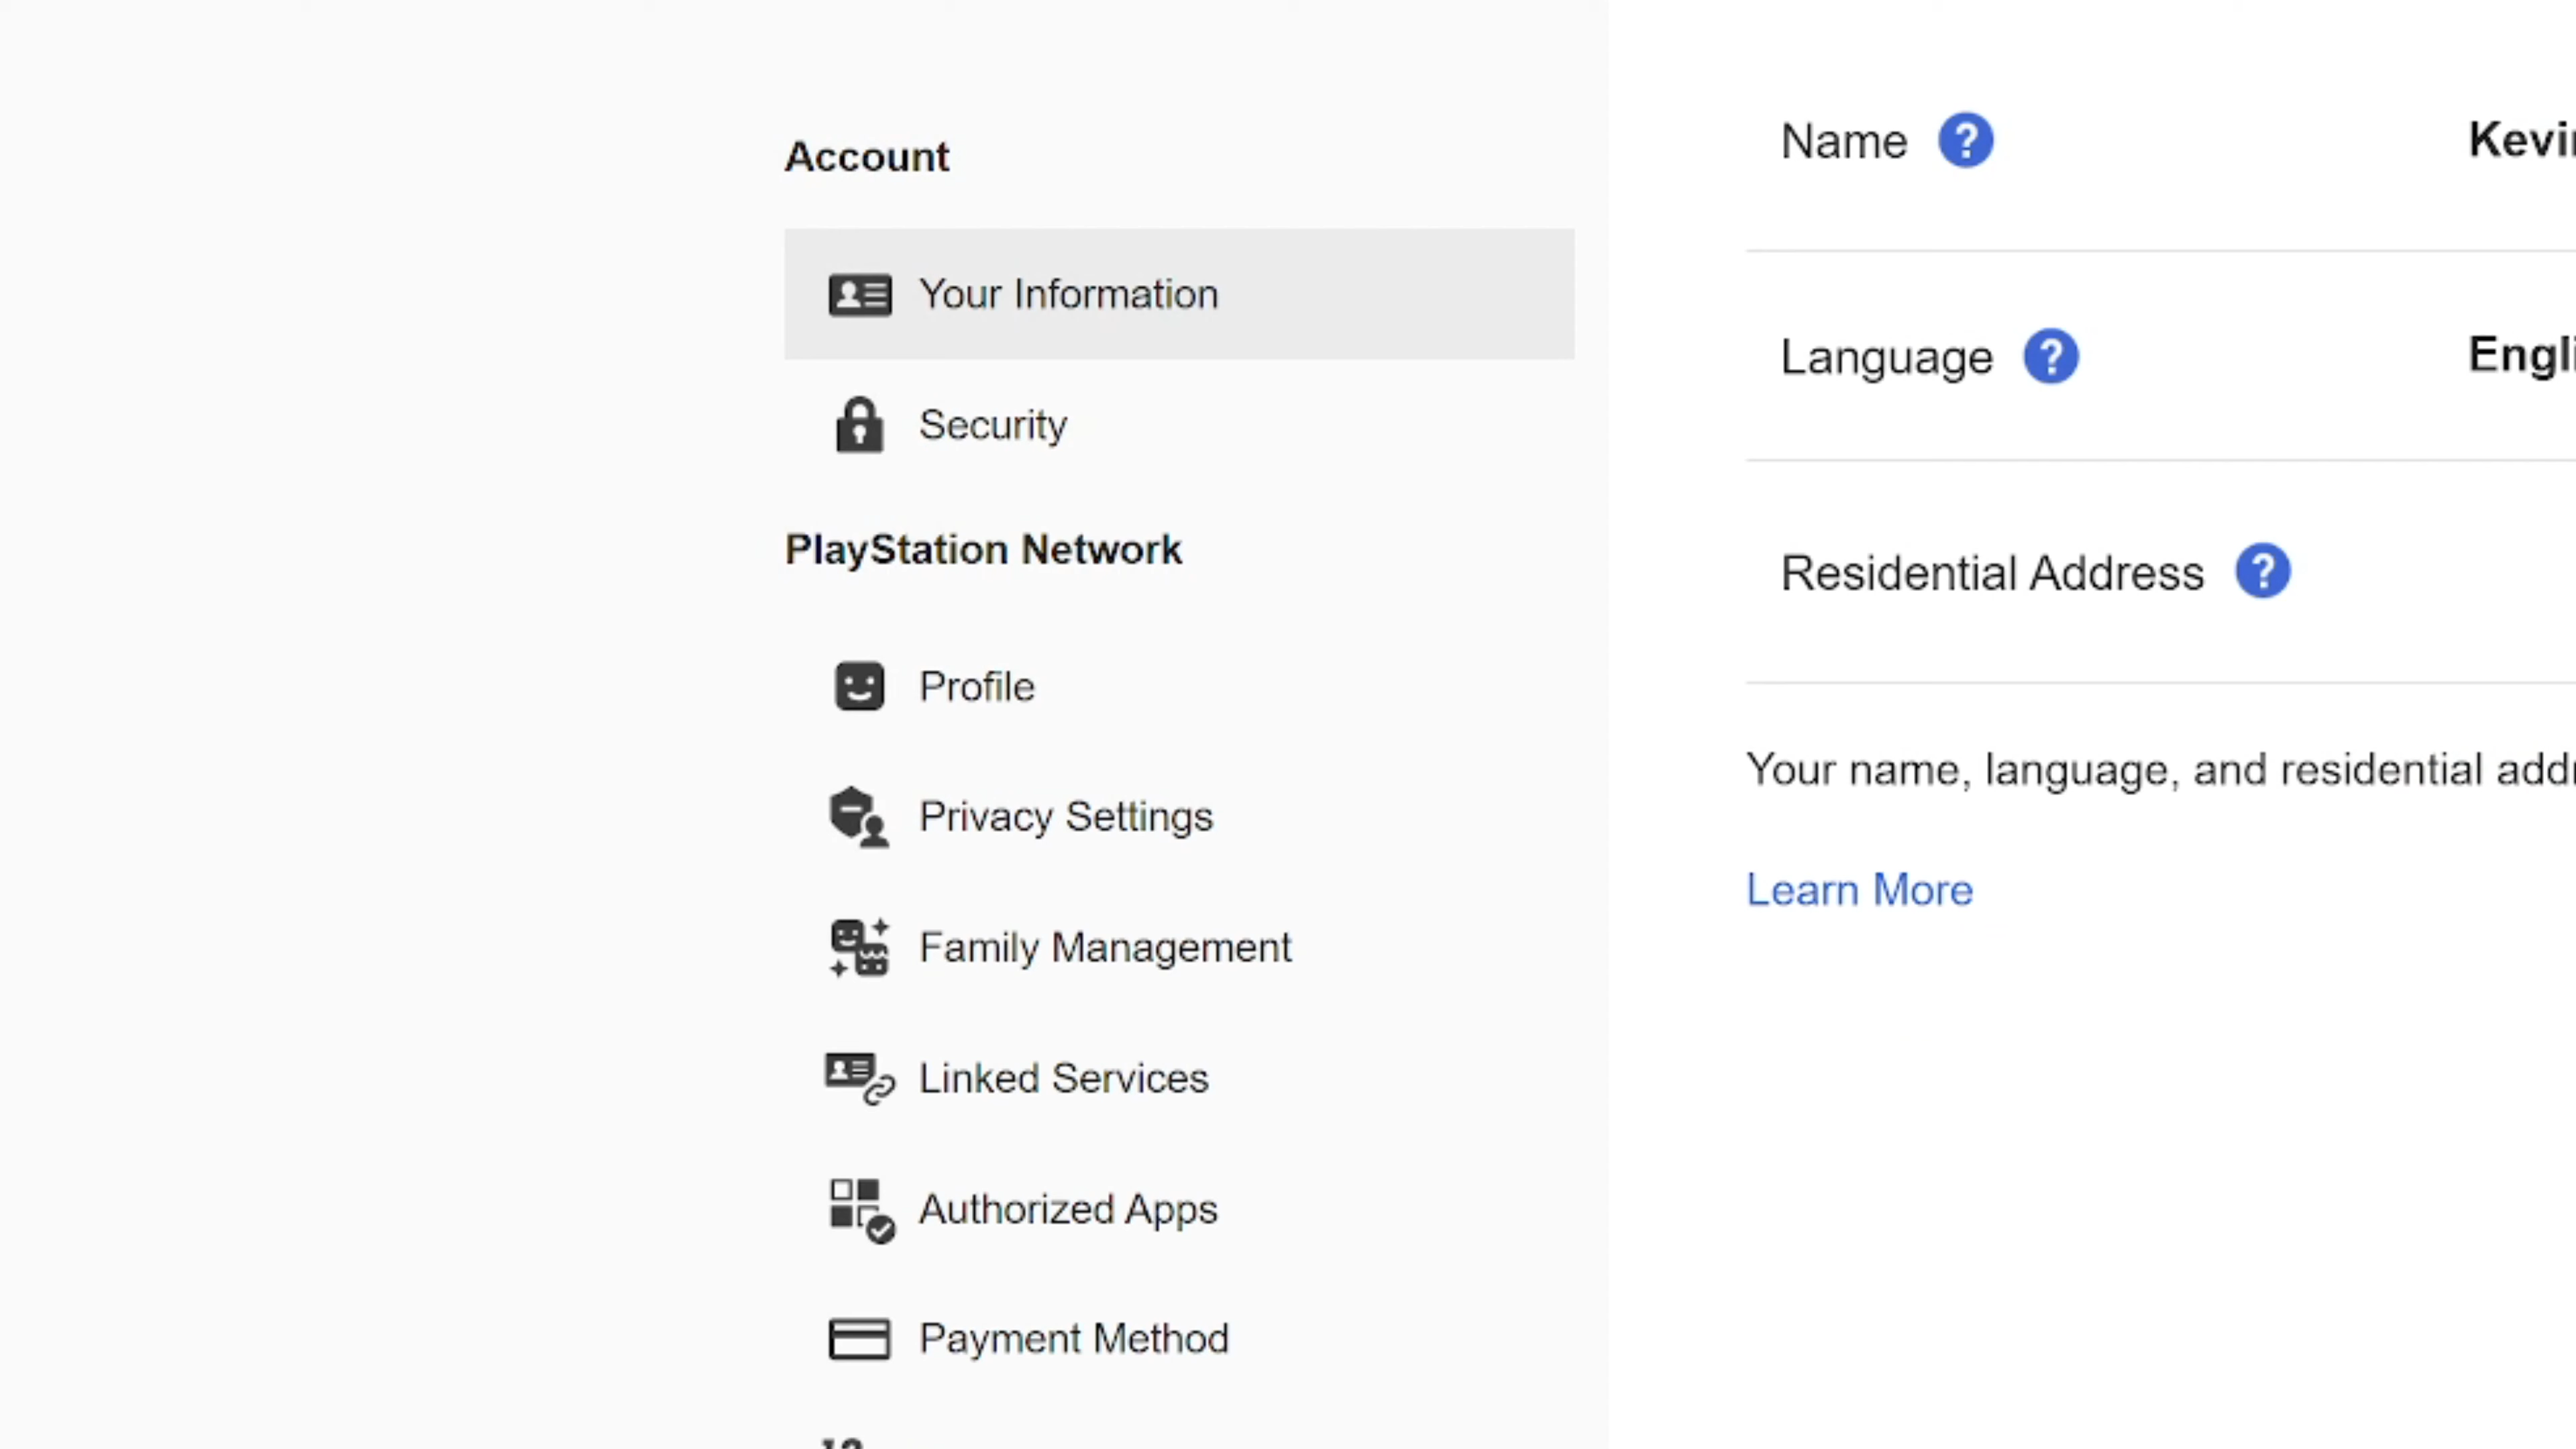 Account
Your Information
Security
PlayStation Network
Profile
Privacy Settings
Family Management
Linked Services
Authorized Apps
Payment Method
Name
Language
Residential Address
Your name, language, and residential
Learn More